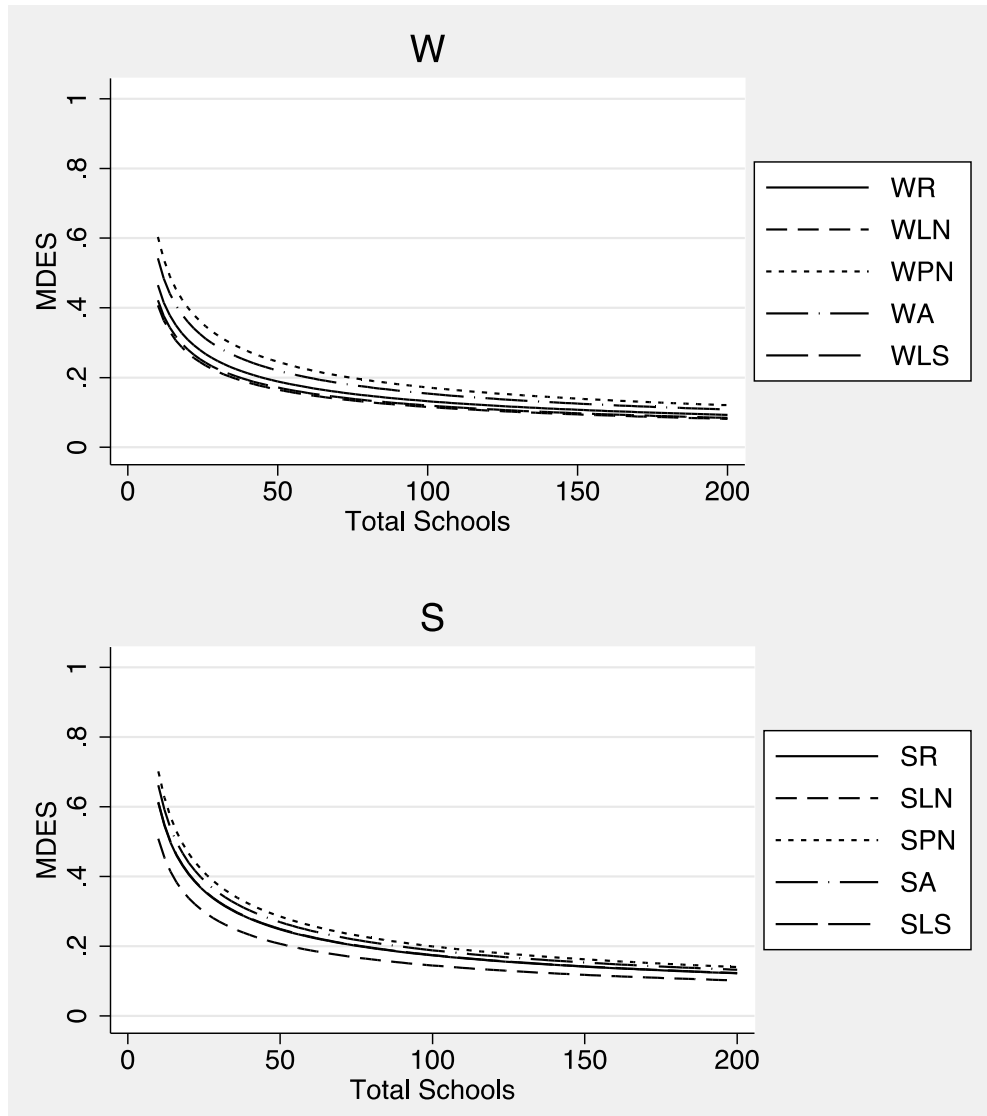 W
1
.8
.6
.4
.2
0
MDES
0 50 100 150 200
Total Schools
WR
WLN
WPN
WA
WLS
S
1
.8
.6
.4
.2
0
MDES
0 50 100 150 200
Total Schools
SR
SLN
SPN
SA
SLS